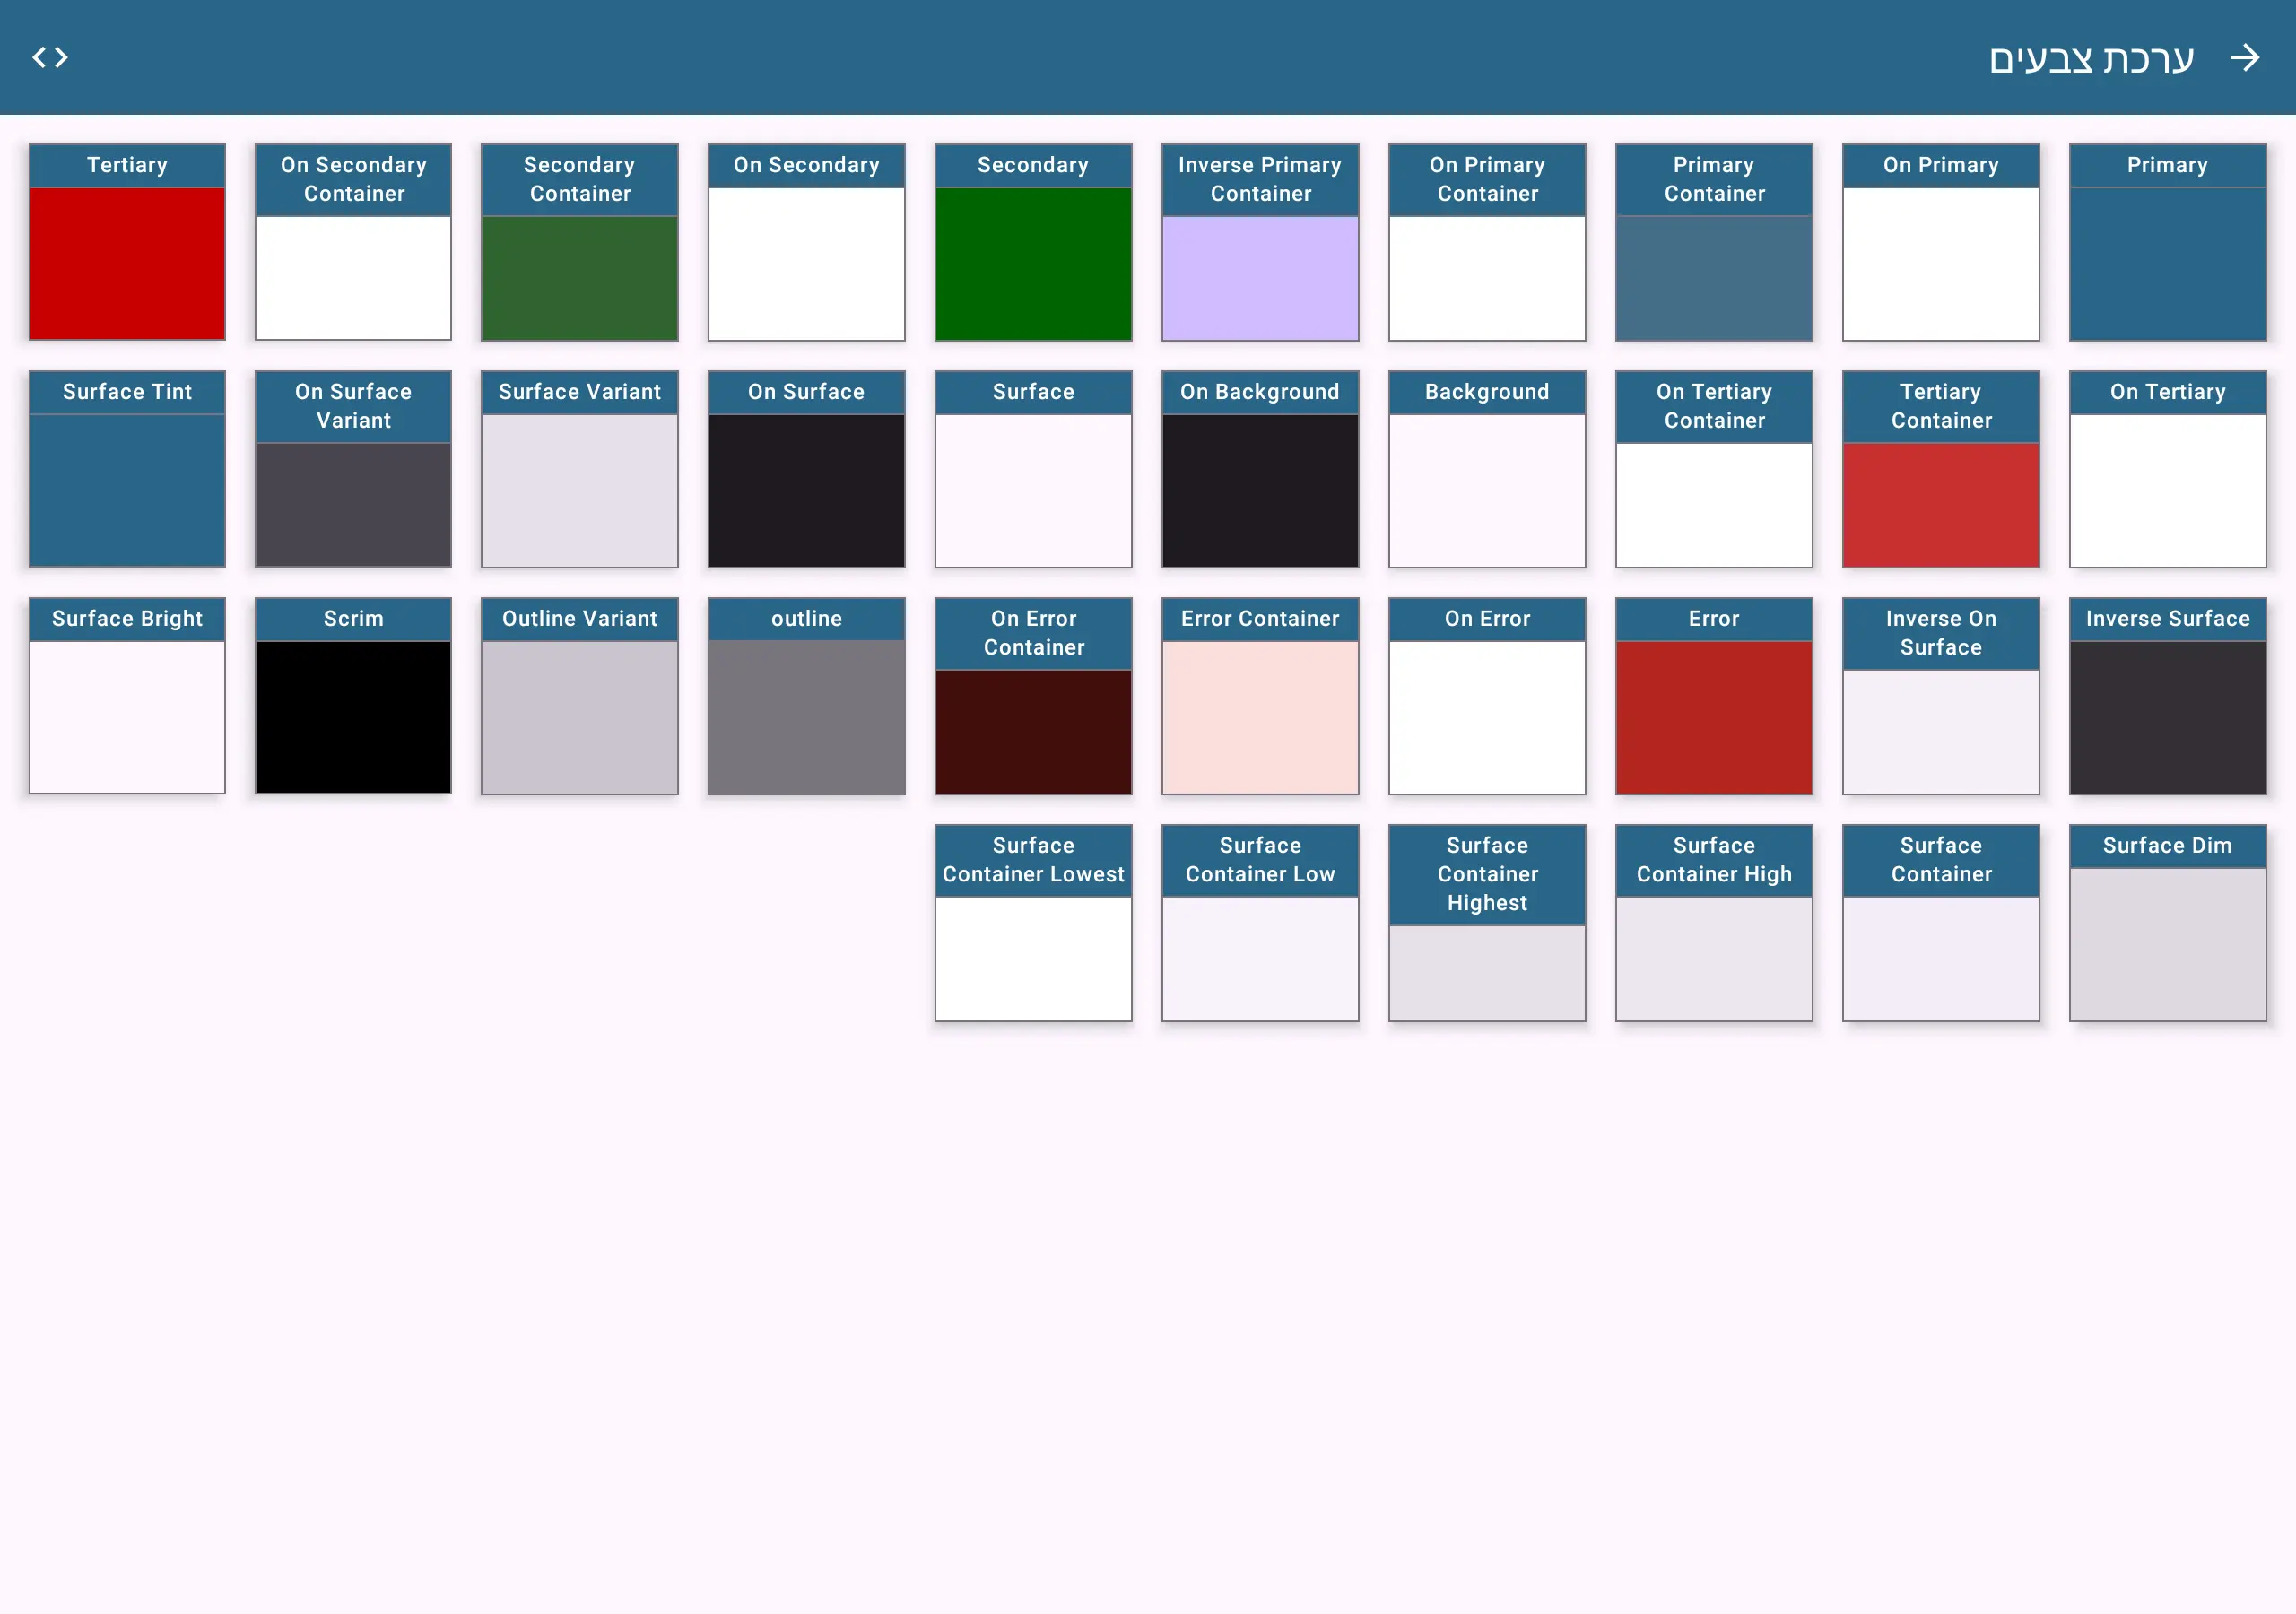 ערכת צבעים
Primary
On Primary
Primary
Container
On Primary
Container
Inverse Primary
Container
Secondary
On Secondary
Secondary
Container
On Secondary
Container
Tertiary
On Tertiary
Tertiary
Container
On Tertiary
Container
Background
On Background
Surface
On Surface
Surface Variant
On Surface
Variant
Surface Tint
Inverse Surface
Inverse On
Surface
Error
On Error
Error Container
On Error
Container
outline
Outline Variant
Scrim
Surface Bright
Surface Dim
Surface
Container
Surface
Container High
Surface
Container
Highest
Surface
Container Low
Surface
Container Lowest